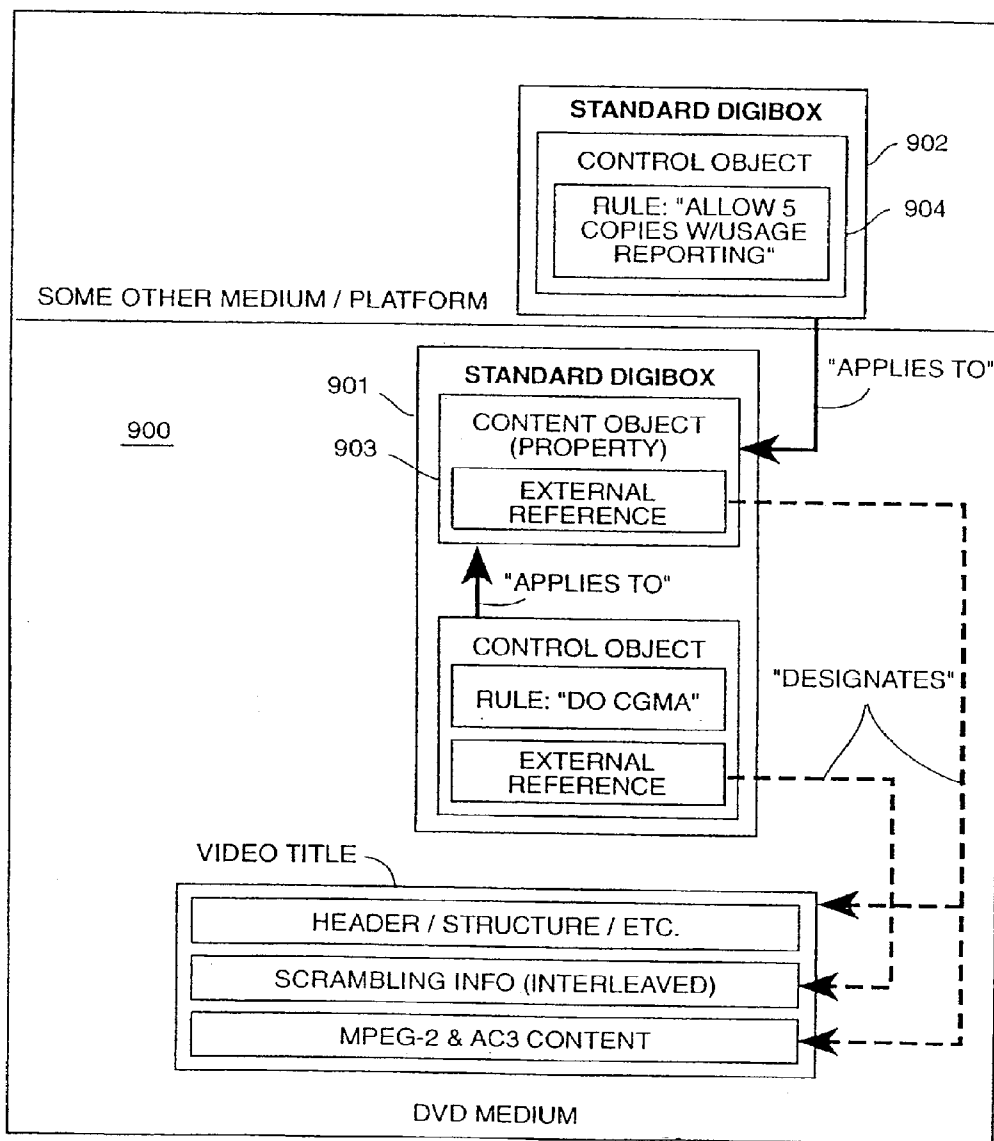 STANDARD DIGIBOX
902
CONTROL OBJECT
904
RULE: "ALLOW 5
COPIES W/USAGE
REPORTING"
SOME OTHER MEDIUM / PLATFORM
"APPLIES TO"
901
STANDARD DIGIBOX
900
CONTENT OBJECT
(PROPERTY)
903
EXTERNAL
REFERENCE
"APPLIES TO"
CONTROL OBJECT
RULE: "DO CGMA"
"DESIGNATES"
EXTERNAL
REFERENCE
VIDEO TITLE
HEADER / STRUCTURE / ETC.
SCRAMBLING INFO (INTERLEAVED)
MPEG-2 & AC3 CONTENT
DVD MEDIUM